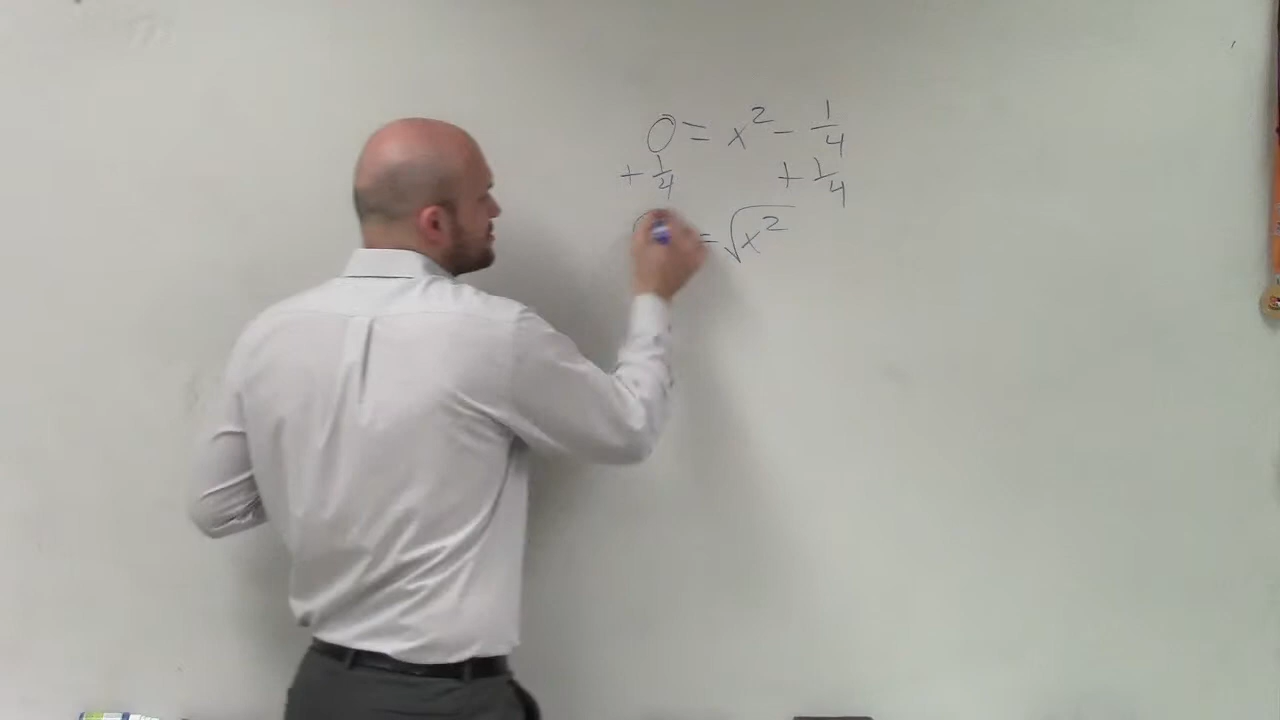 0 = x² - 1/4
+ 1/4 + 1/4
= √x²